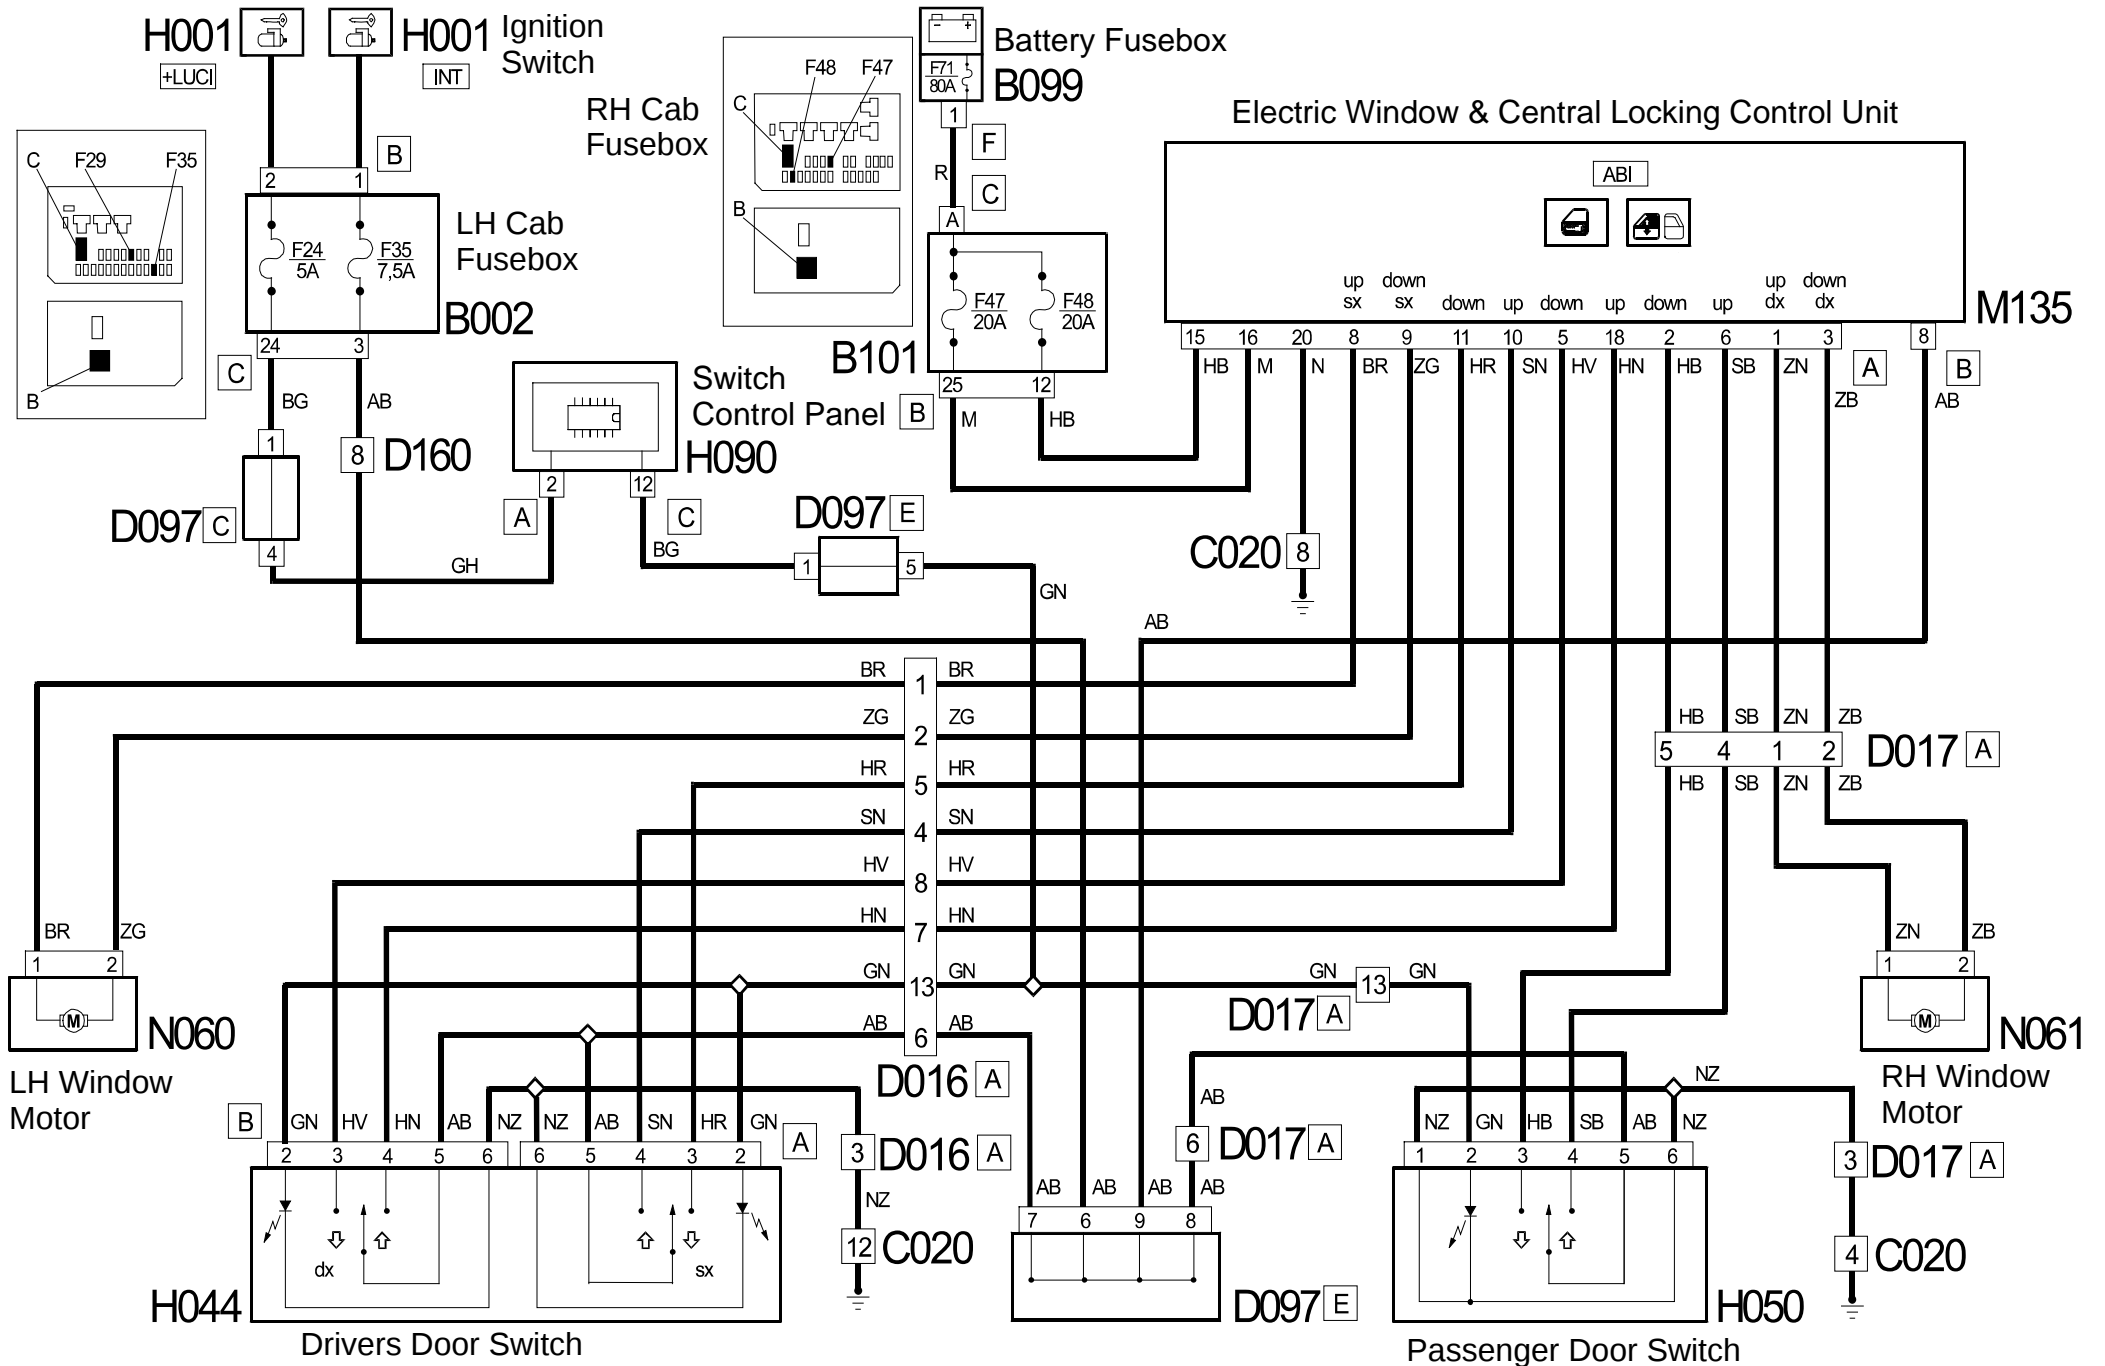 H001
+LUCI
H001
INT
Ignition
Switch
B
C
F29
F35
B
2
1
F24
5A
F35
7,5A
LH Cab
Fusebox
B002
24
3
C
BG
AB
1
8
D160
D097
C
4
GH
RH Cab
Fusebox
F48
F47
C
B
- +
F71
80A
Battery Fusebox
B099
1
F
R
C
A
F47
20A
F48
20A
B101
25
12
B
M
HB
Switch
Control Panel
H090
2
12
A
C
BG
D097
E
1
5
GN
Electric Window & Central Locking Control Unit
ABI
up
sx
down
sx
down
up
down
up
down
up
up
dx
down
dx
M135
15
16
20
8
9
11
10
5
18
2
6
1
3
8
HB
M
N
BR
ZG
HR
SN
HV
HN
HB
SB
ZN
ZB
A
AB
B
C020
8
AB
BR
1
BR
ZG
2
ZG
HR
5
HR
SN
4
SN
HV
8
HV
HN
7
HN
GN
13
GN
AB
6
AB
D016
A
HB
SB
ZN
ZB
5
4
1
2
D017
A
HB
SB
ZN
ZB
GN
13
GN
D017
A
BR
ZG
1
2
M
N060
LH Window
Motor
ZN
ZB
1
2
M
N061
RH Window
Motor
B
GN
HV
HN
AB
NZ
NZ
AB
SN
HR
GN
A
2
3
4
5
6
6
5
4
3
2
dx
sx
H044
Drivers Door Switch
3
D016
A
NZ
12
C020
AB
6
D017
A
AB
AB
AB
AB
7
6
9
8
D097
E
NZ
NZ
GN
HB
SB
AB
NZ
1
2
3
4
5
6
H050
Passenger Door Switch
3
D017
A
4
C020